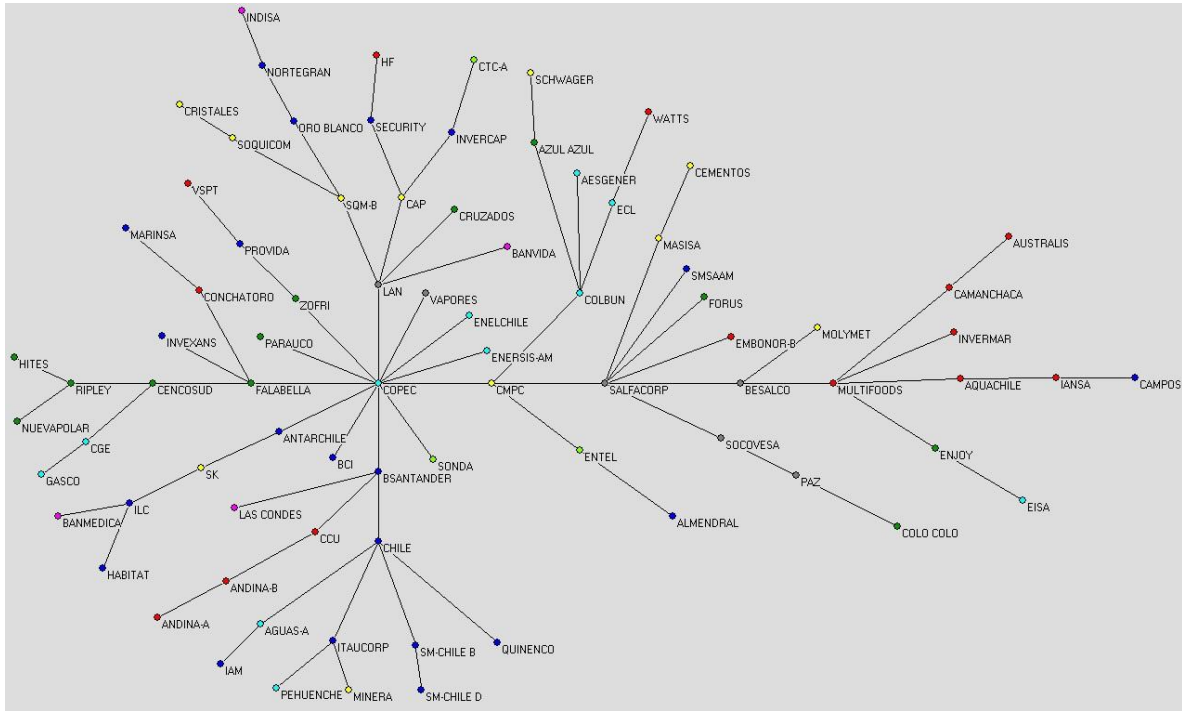 INDISA
HF
CTC-A
NORTEGRAN
SCHWAGER
CRISTALES
ORO BLANCO
SECURITY
WATTS
SOQUICOM
INVERCAP
AZUL AZUL
AESGENER
CEMENTOS
VSPT
SQM-B
CAP
ECL
CRUZADOS
MARINSA
MASISA
AUSTRALIS
PROVIDA
BANVIDA
SMSAAM
CONCHATORO
LAN
VAPORES
COLBUN
CAMANCHACA
ZOFRI
FORUS
ENELCHILE
MOLYMET
INVEXANS
PARAUCO
EMBONOR-B
INVERMAR
ENERSIS-AM
HITES
RIPLEY
CENCOSUD
FALABELLA
COPEC
CMPC
SALFACORP
BESALCO
MULTIFOODS
AQUACHILE
IANSA
CAMPOS
NUEVAPOLAR
ANTARCHILE
CGE
SOCOVESA
BCI
SONDA
ENTEL
ENJOY
GASCO
SK
BSANTANDER
PAZ
BANMEDICA
ILC
LAS CONDES
EISA
ALMENDRAL
COLO COLO
CCU
CHILE
HABITAT
ANDINA-B
ANDINA-A
AGUAS-A
ITAUCORP
SM-CHILE B
QUINENCO
IAM
PEHUENCHE
MINERA
SM-CHILE D